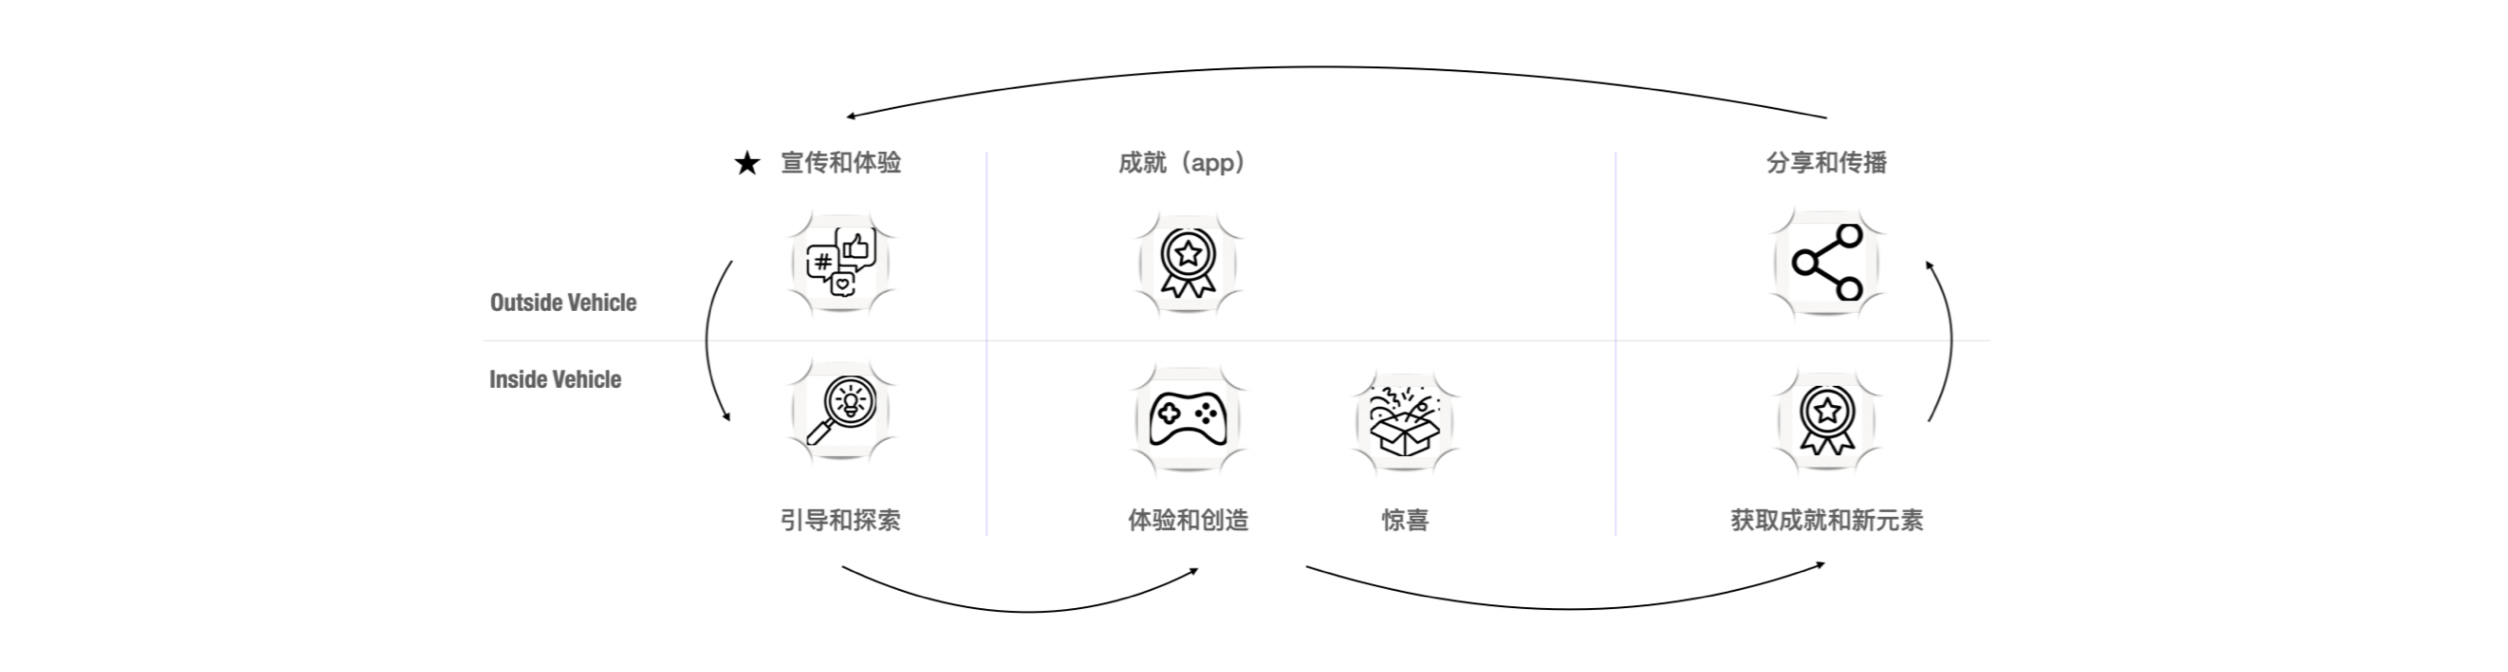 ★ 宣传和体验
成就（app）
分享和传播
#
Outside Vehicle
Inside Vehicle
引导和探索
体验和创造
惊喜
获取成就和新元素